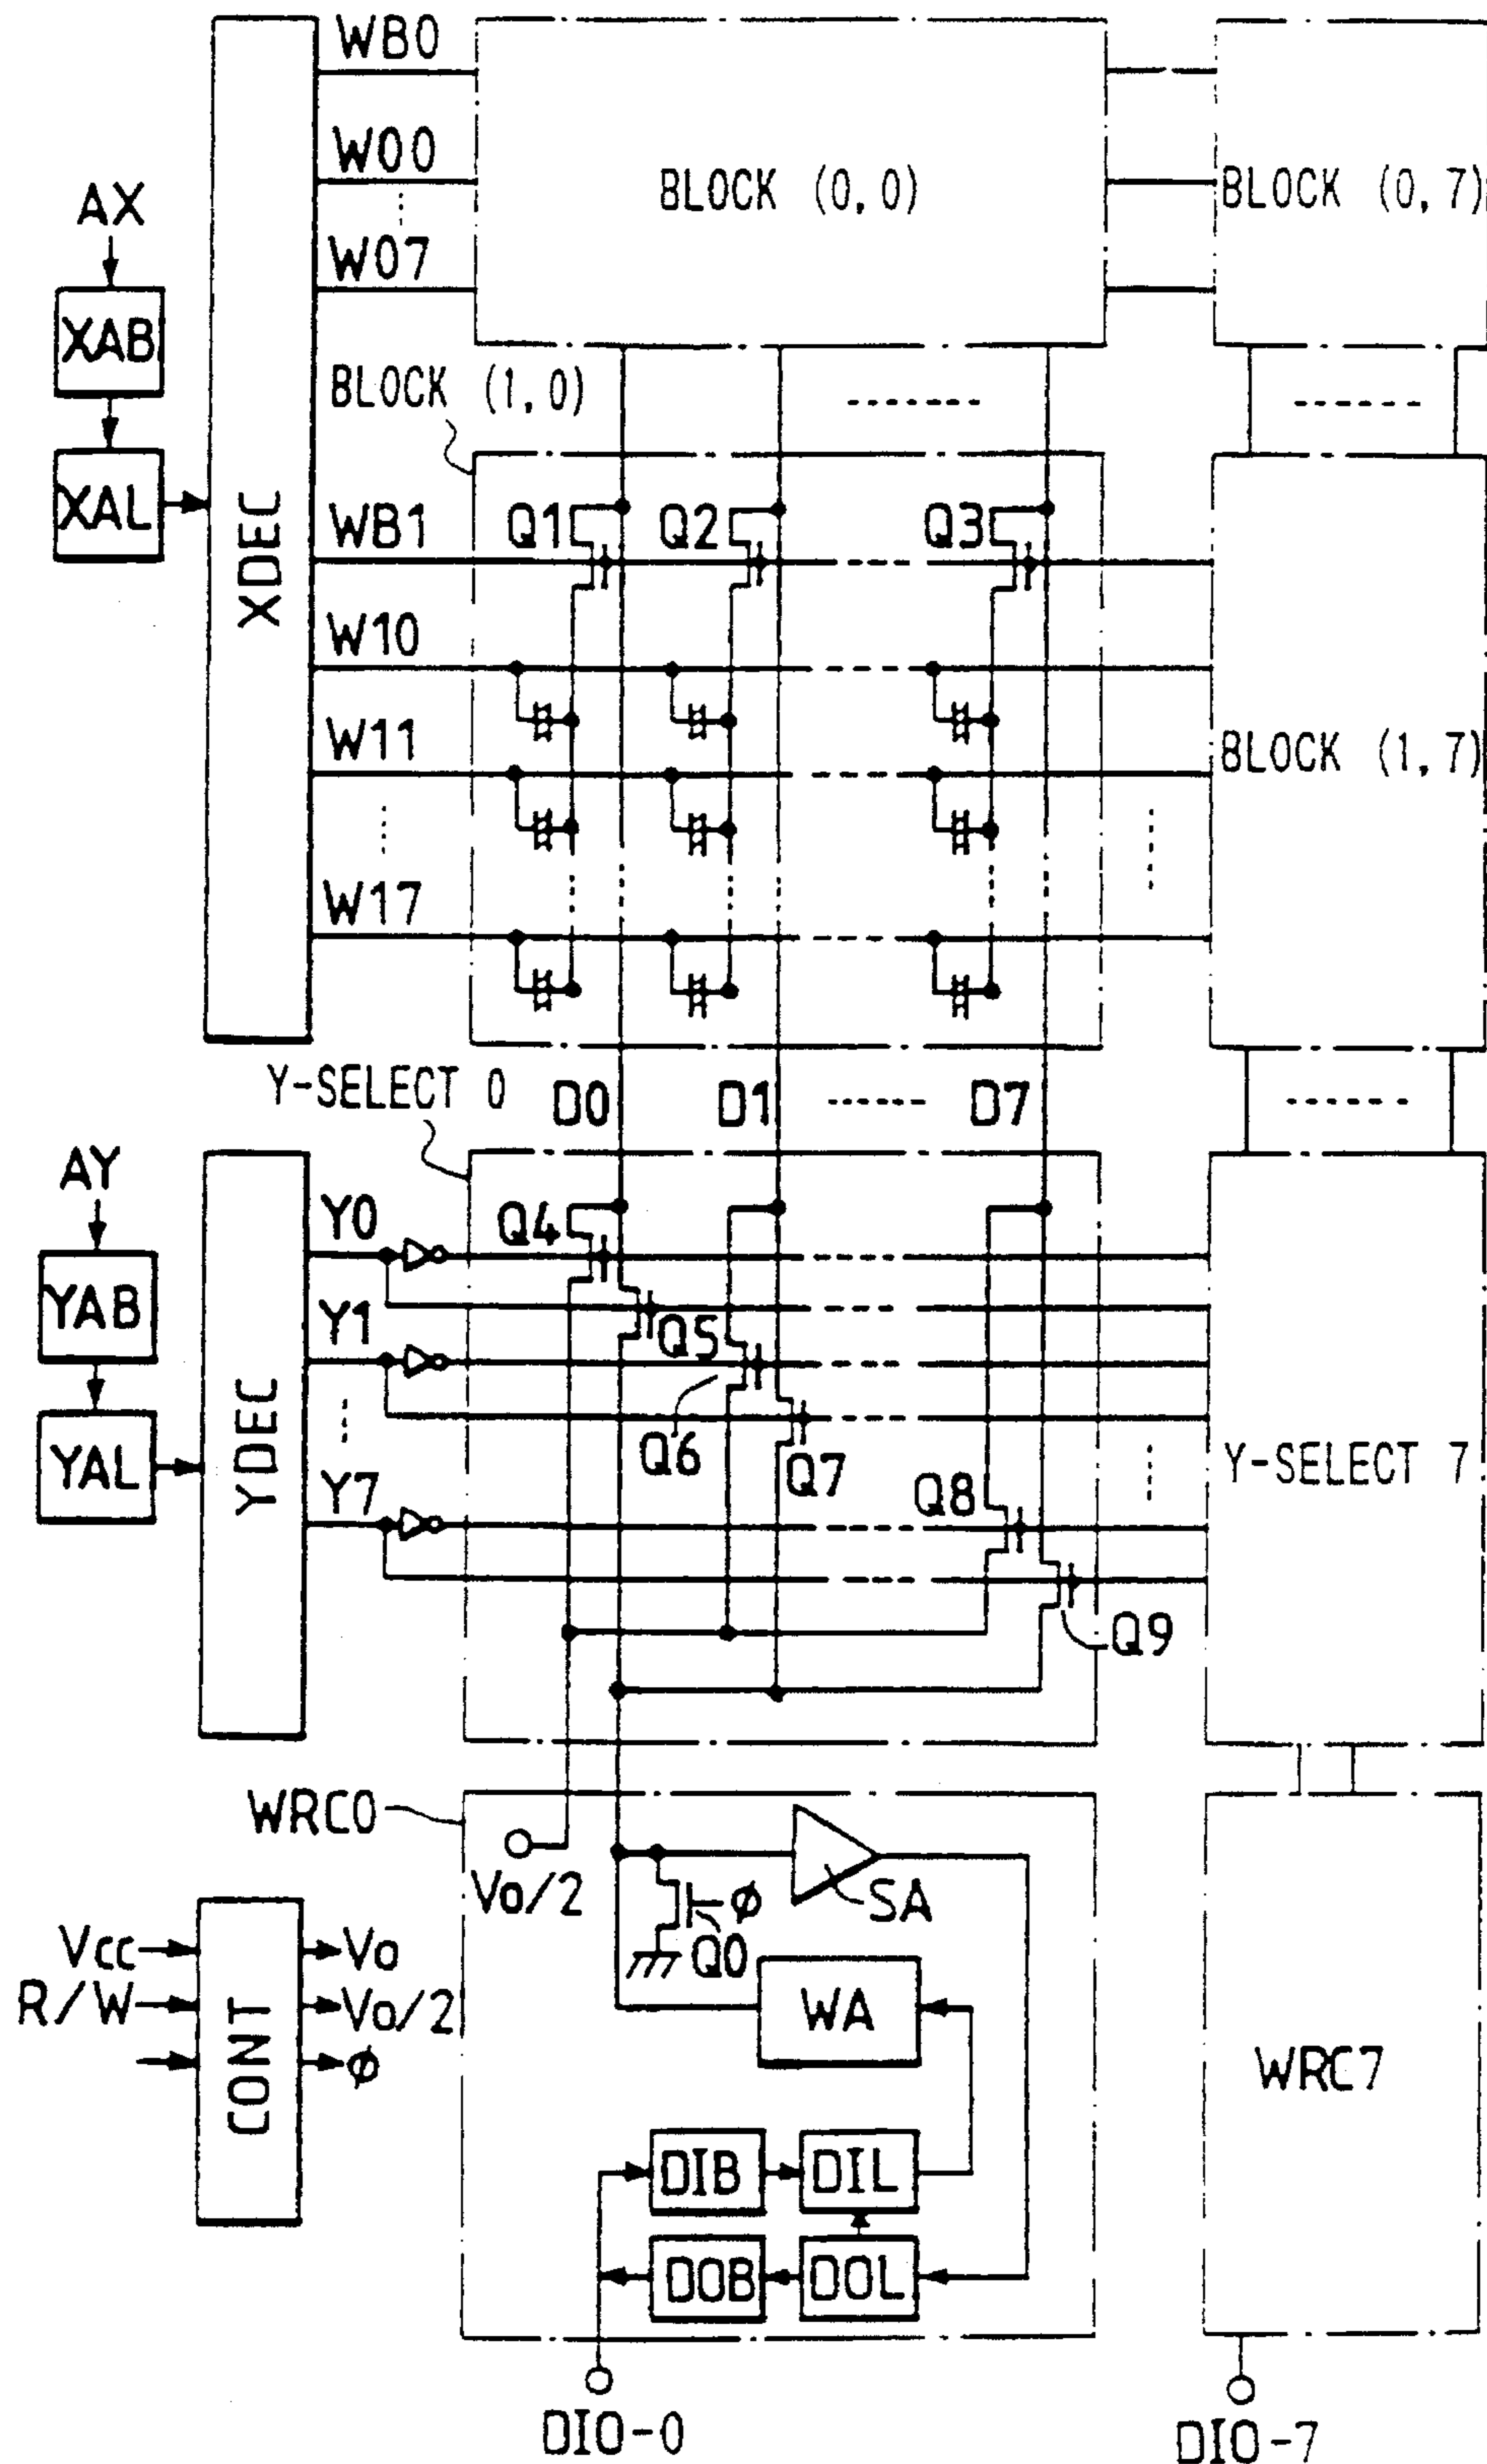 WB0
W00
BLOCK (0,0)
BLOCK (0,7)
AX
W07
XAB
BLOCK (1,0)
XAL
XDEC
WB1
Q1
Q2
Q3
W10
W11
BLOCK (1,7)
W17
Y-SELECT 0
D0
D1
D7
AY
Y0
Q4
YAB
Y1
Q5
YDEC
Q6
Q7
YAL
Y-SELECT 7
Y7
Q8
Q9
WRC0
Vo/2
SA
ϕ
Q0
Vcc
Vo
R/W
Vo/2
ϕ
CONT
WA
WRC7
DIB
DIL
DOB
DOL
DIO-0
DIO-7